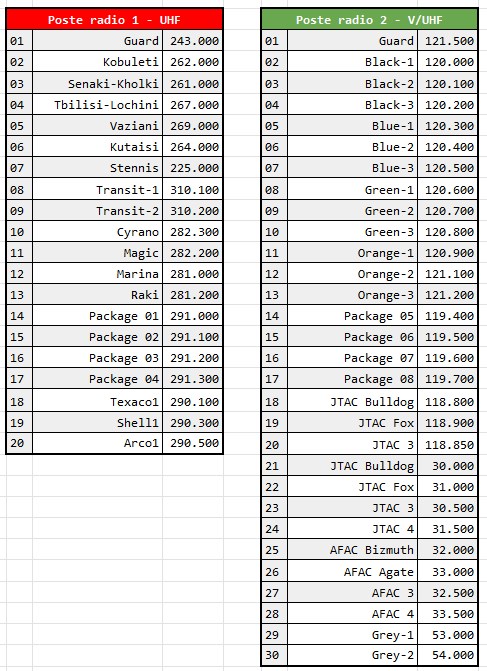 Poste radio 1 - UHF
01 Guard 243.000
02 Kobuleti 262.000
03 Senaki-Kholki 261.000
04 Tbilisi-Lochini 267.000
05 Vaziani 269.000
06 Kutaisi 264.000
07 Stennis 225.000
08 Transit-1 310.100
09 Transit-2 310.200
10 Cyrano 282.300
11 Magic 282.200
12 Marina 281.000
13 Raki 281.200
14 Package 01 291.000
15 Package 02 291.100
16 Package 03 291.200
17 Package 04 291.300
18 Texaco1 290.100
19 Shell1 290.300
20 Arco1 290.500
Poste radio 2 - V/UHF
01 Guard 121.500
02 Black-1 120.000
03 Black-2 120.100
04 Black-3 120.200
05 Blue-1 120.300
06 Blue-2 120.400
07 Blue-3 120.500
08 Green-1 120.600
09 Green-2 120.700
10 Green-3 120.800
11 Orange-1 120.900
12 Orange-2 121.100
13 Orange-3 121.200
14 Package 05 119.400
15 Package 06 119.500
16 Package 07 119.600
17 Package 08 119.700
18 JTAC Bulldog 118.800
19 JTAC Fox 118.900
20 JTAC 3 118.850
21 JTAC Bulldog 30.000
22 JTAC Fox 31.000
23 JTAC 3 30.500
24 JTAC 4 31.500
25 AFAC Bizmuth 32.000
26 AFAC Agate 33.000
27 AFAC 3 32.500
28 AFAC 4 33.500
29 Grey-1 53.000
30 Grey-2 54.000